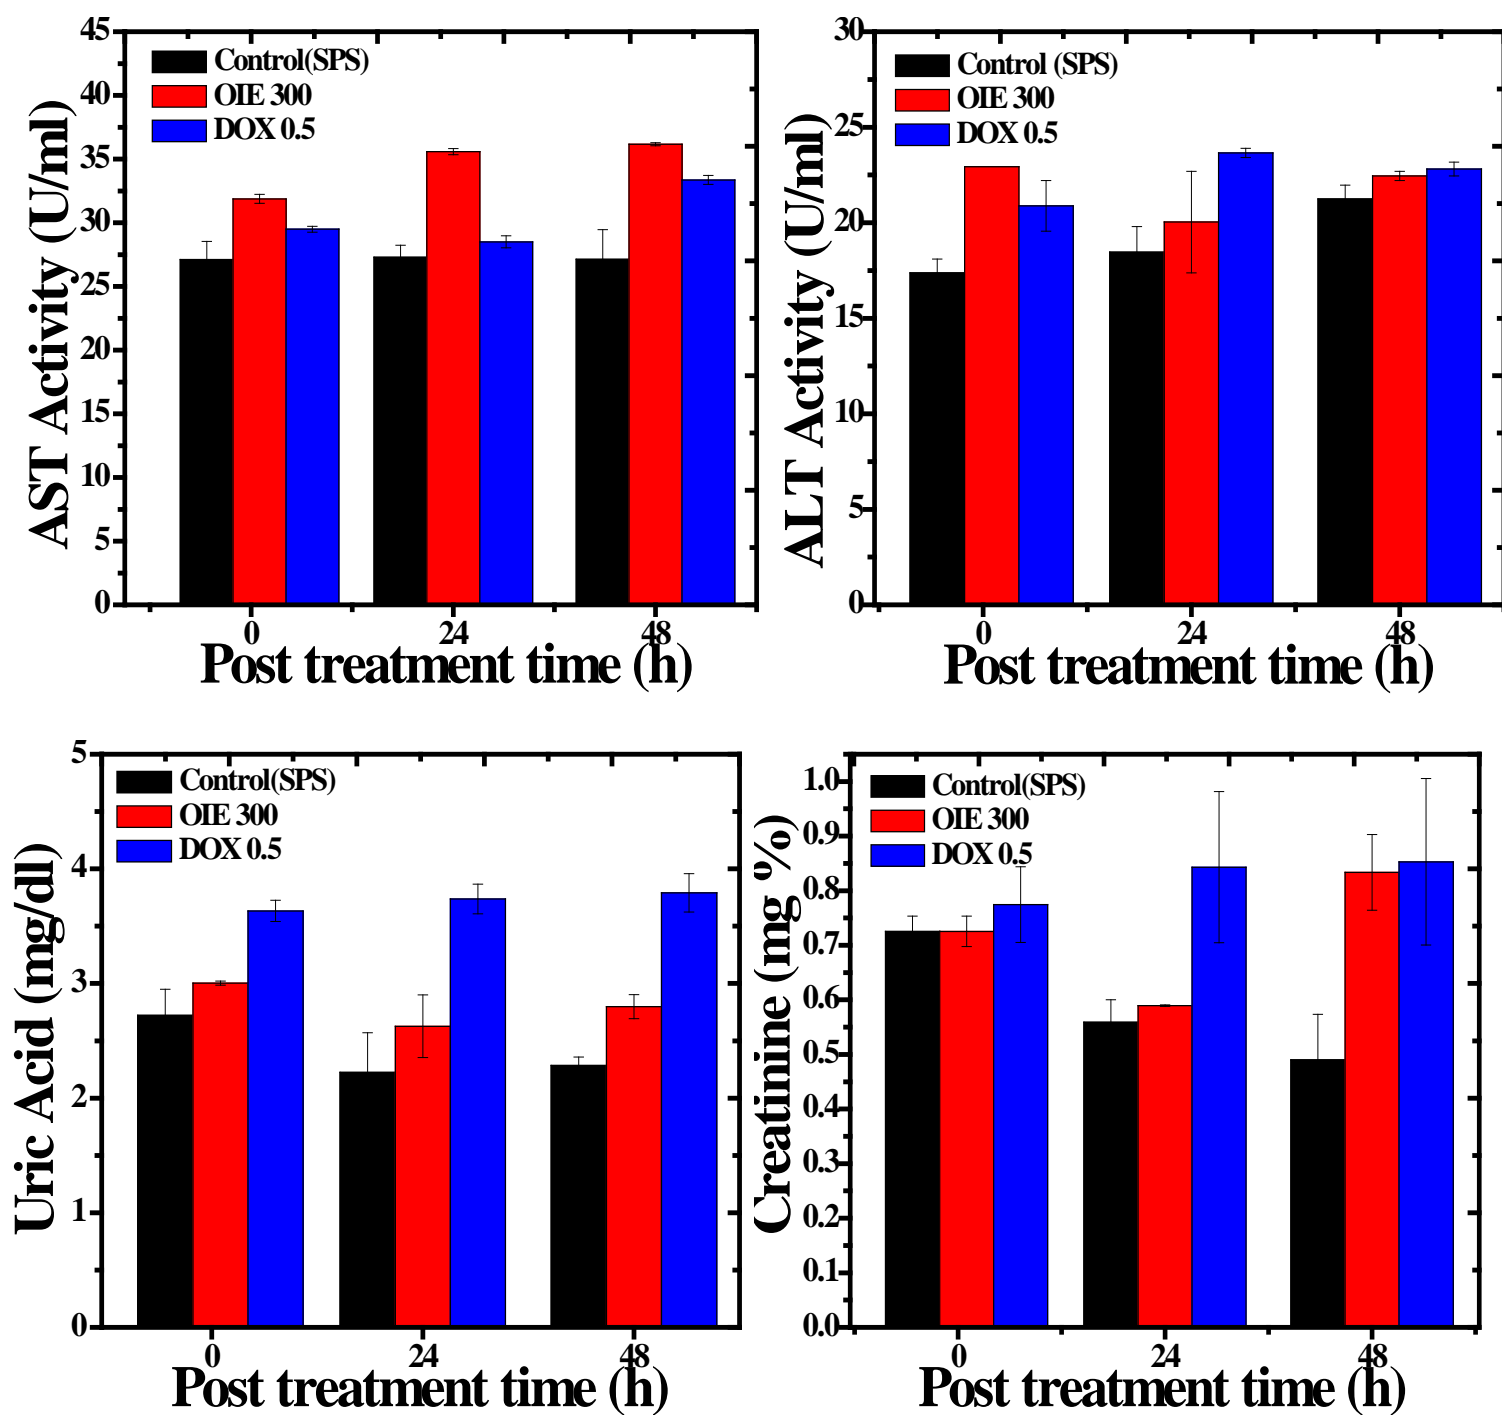 AST Activity (U/ml)
45
40
35
30
25
20
15
10
5
0
Control(SPS)
OIE 300
DOX 0.5
0 24 48
Post treatment time (h)
ALT Activity (U/ml)
30
25
20
15
10
5
0
Control (SPS)
OIE 300
DOX 0.5
0 24 48
Post treatment time (h)
Uric Acid (mg/dl)
5
4
3
2
1
0
Control(SPS)
OIE 300
DOX 0.5
0 24 48
Post treatment time (h)
Creatinine (mg %)
1.0
0.9
0.8
0.7
0.6
0.5
0.4
0.3
0.2
0.1
0.0
Control(SPS)
OIE 300
DOX 0.5
0 24 48
Post treatment time (h)